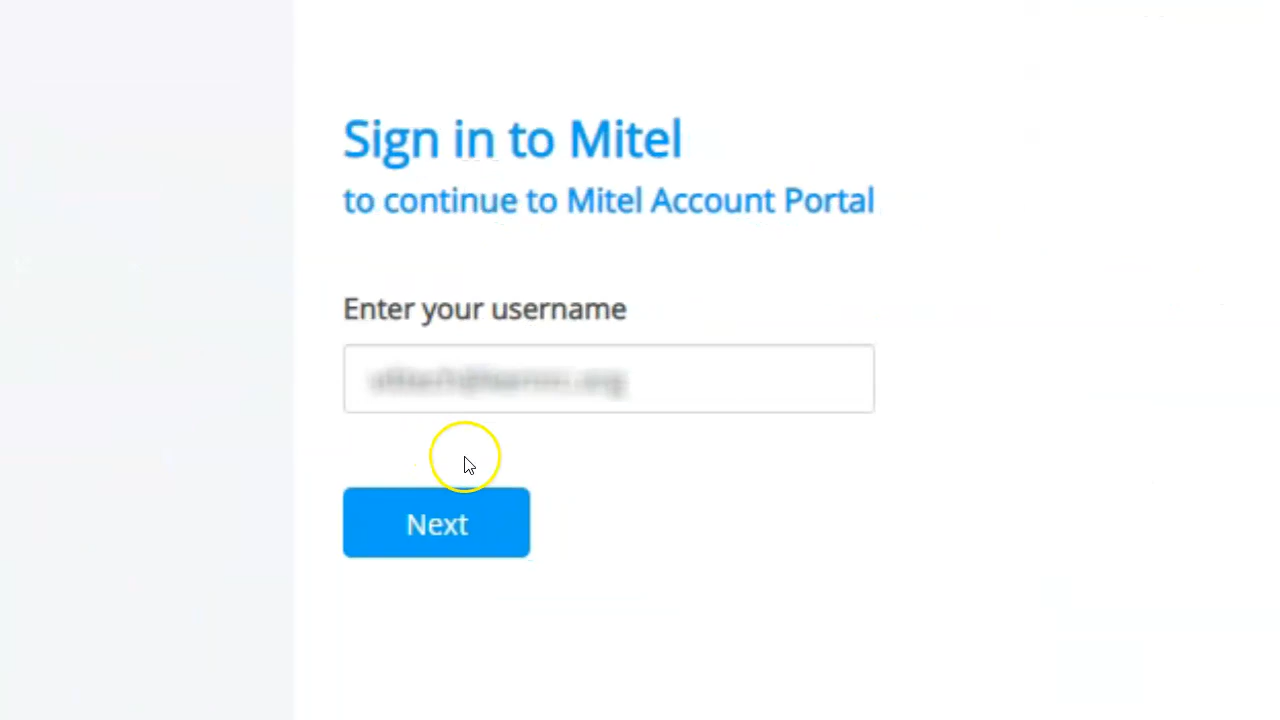 Sign in to Mitel
to continue to Mitel Account Portal
Enter your username
Next